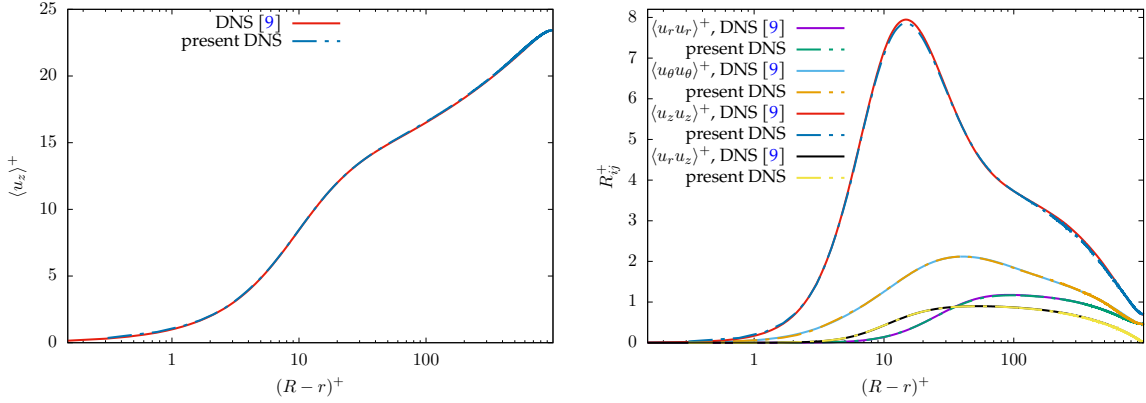 DNS [9]
present DNS
25
20
15
10
5
0
1
10
100
⟨u_z⟩⁺
(R − r)⁺
⟨u_r u_r⟩⁺, DNS [9]
present DNS
⟨u_θ u_θ⟩⁺, DNS [9]
present DNS
⟨u_z u_z⟩⁺, DNS [9]
present DNS
⟨u_r u_z⟩⁺, DNS [9]
present DNS
8
7
6
5
4
3
2
1
0
1
10
100
R_{ij}^+
(R − r)⁺